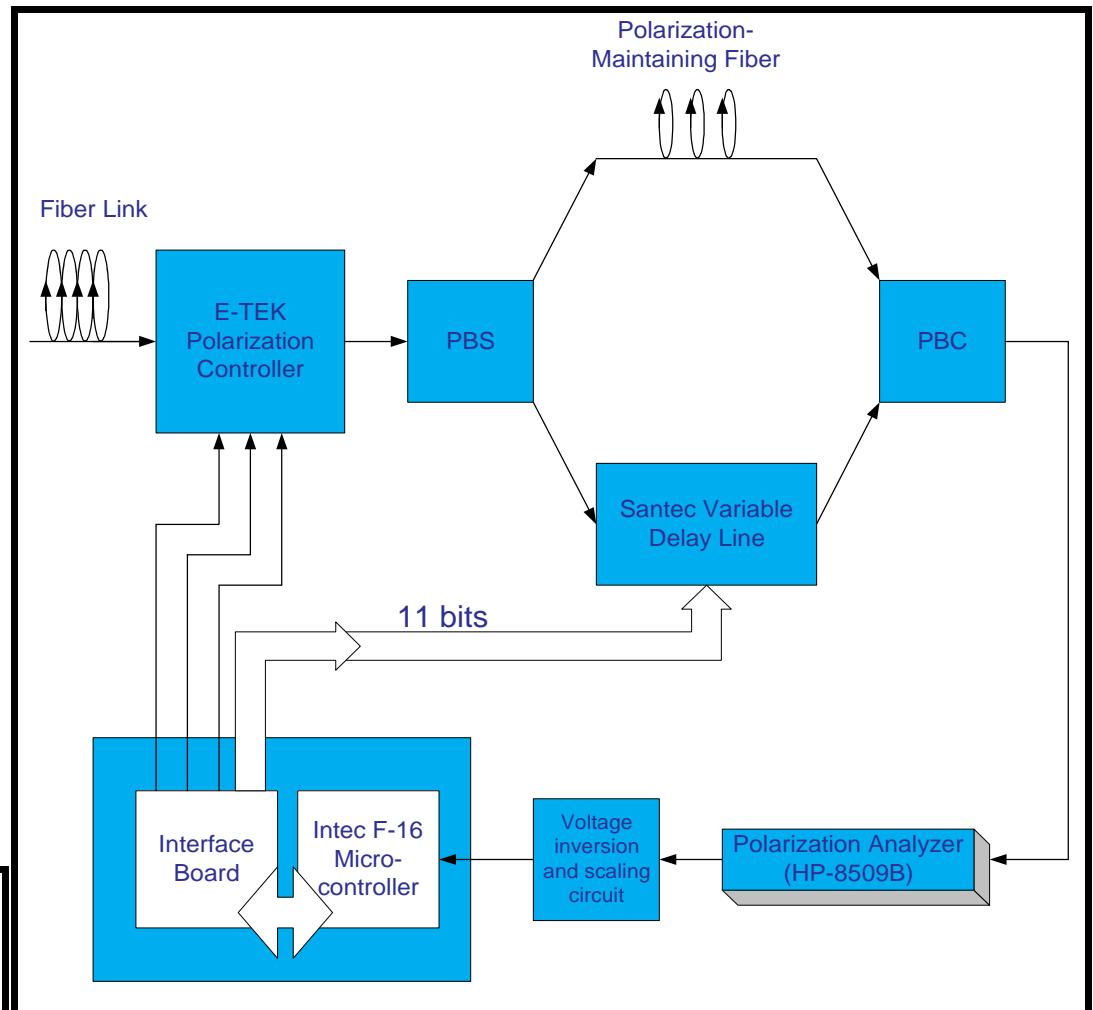 Polarization-
Maintaining Fiber
Fiber Link
E-TEK
Polarization
Controller
PBS
PBC
Santec Variable
Delay Line
11 bits
Interface
Board
Intec F-16
Micro-
controller
Voltage
inversion
and scaling
circuit
Polarization Analyzer
(HP-8509B)